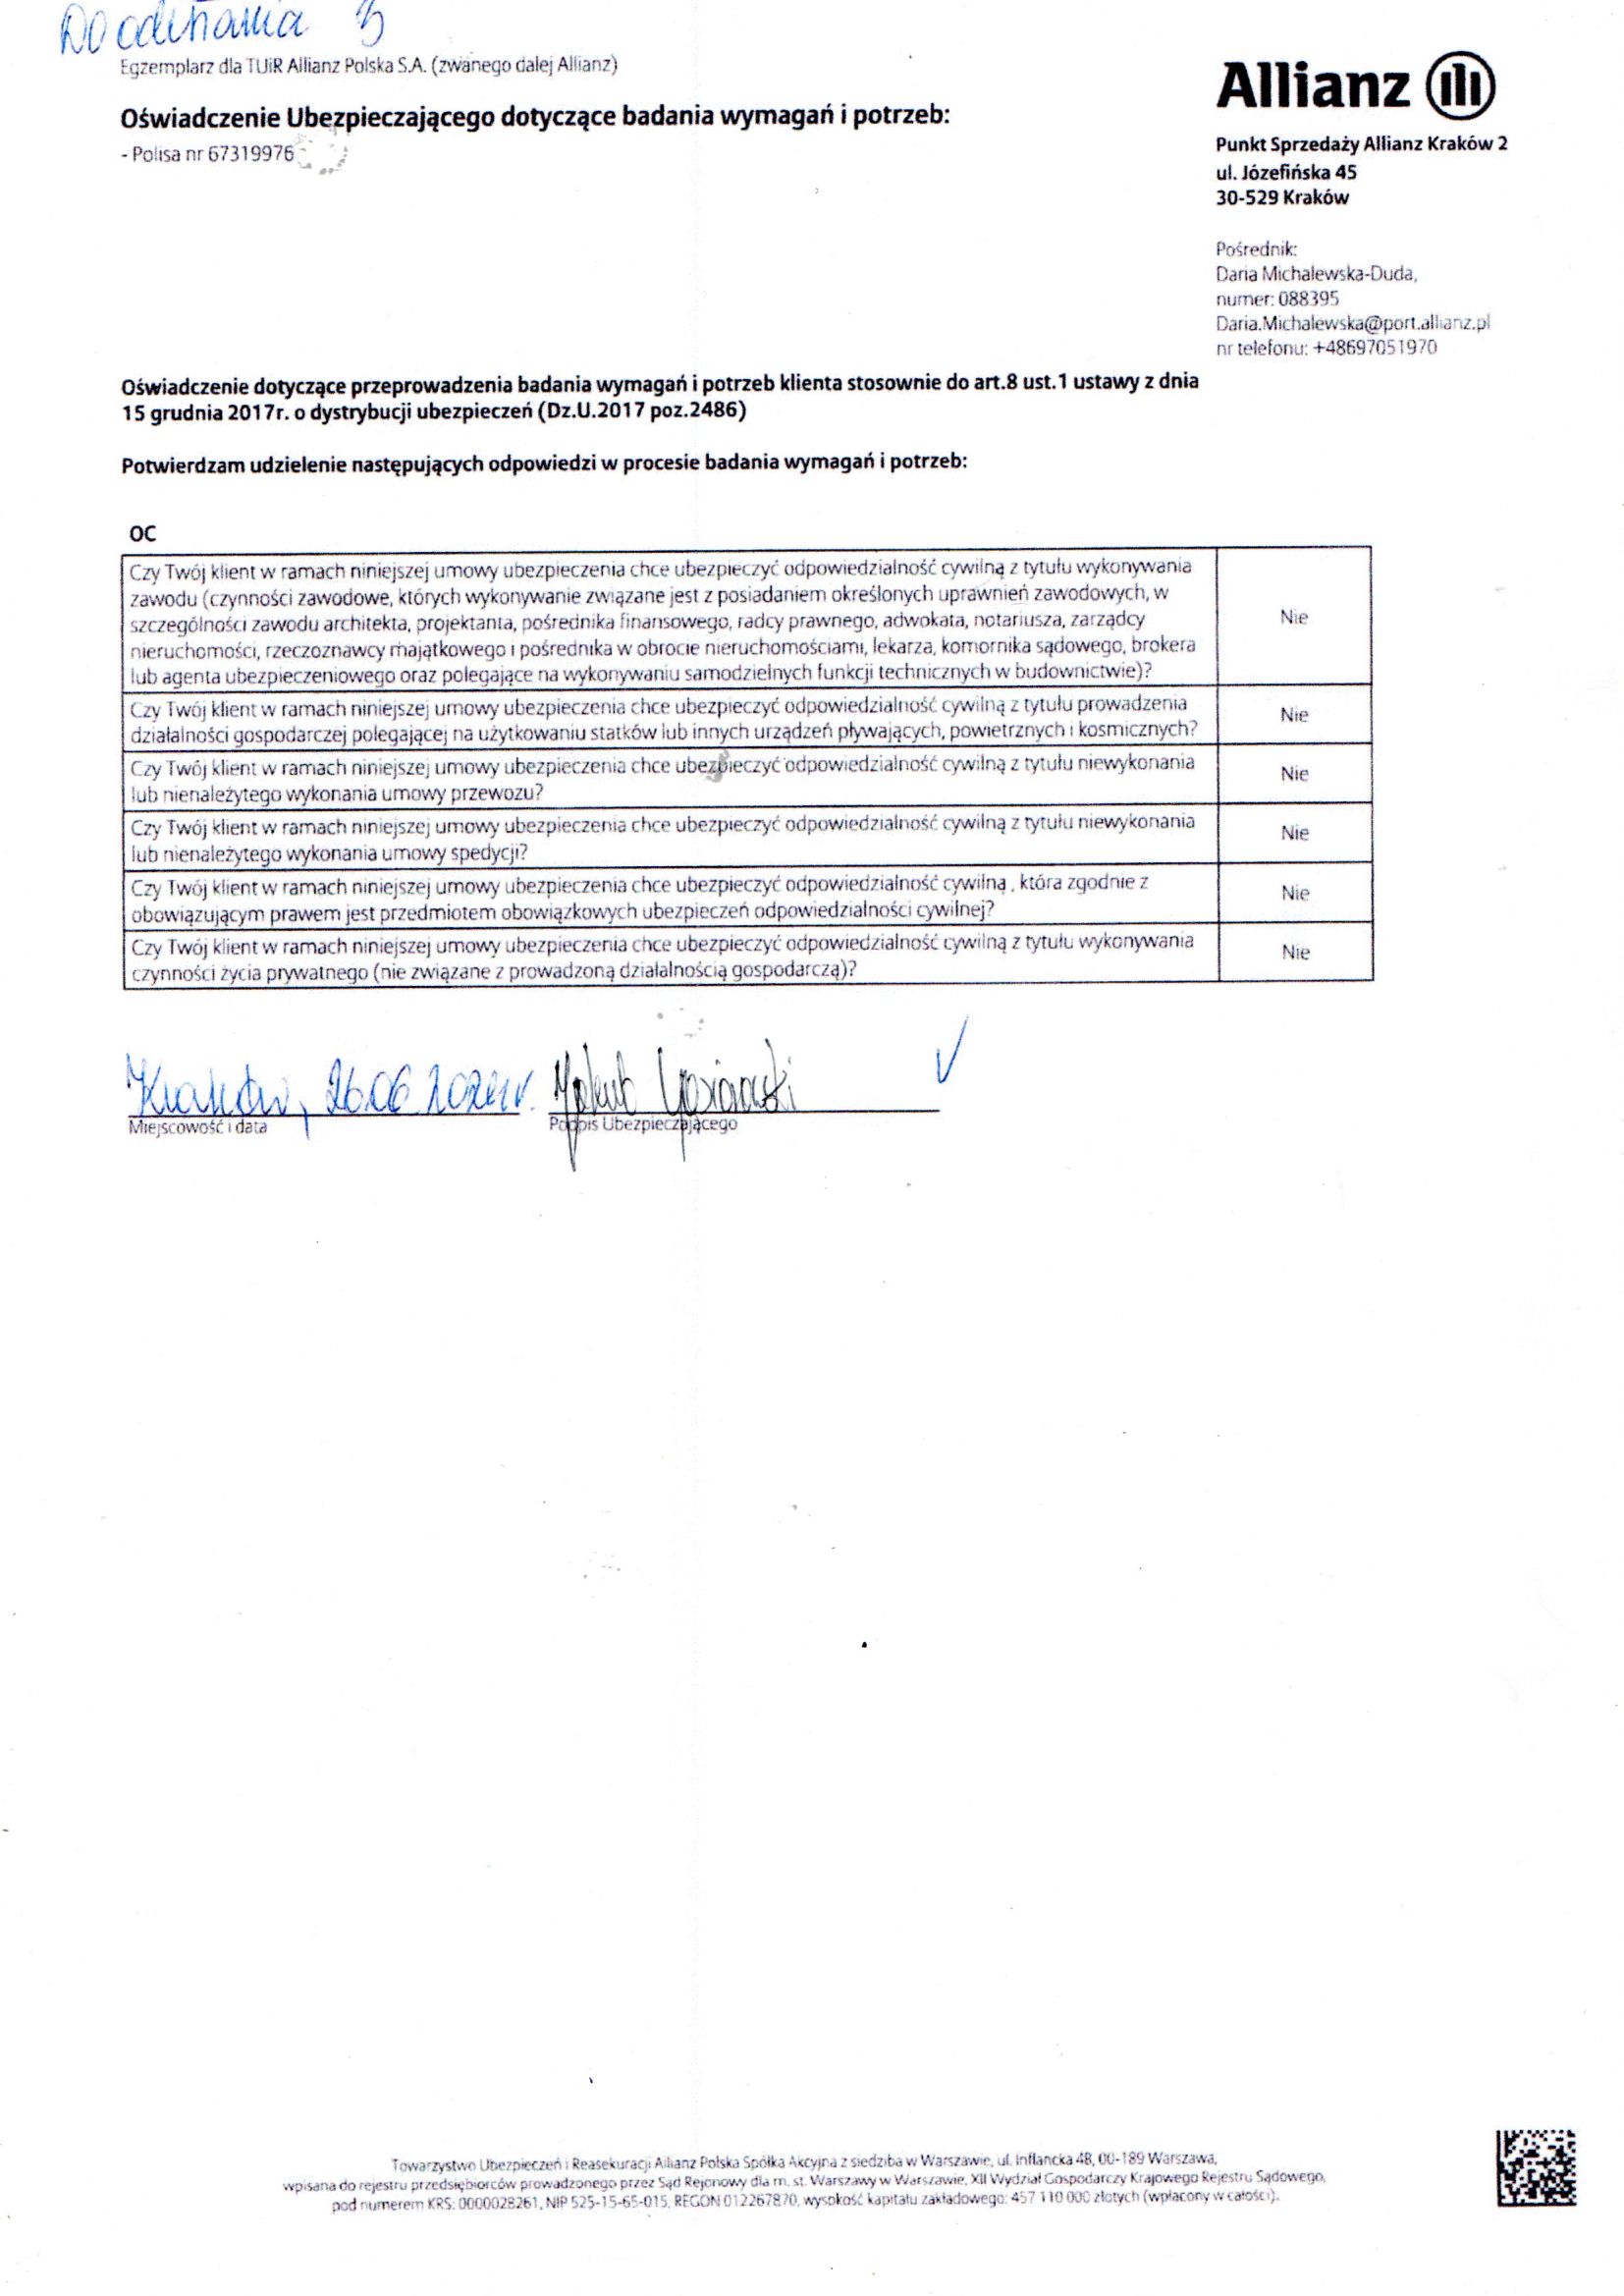 Do odesłania
Egzemplarz dla TUiR Allianz Polska S.A. (zwanego dalej Allianz)
Oświadczenie Ubezpieczającego dotyczące badania wymagań i potrzeb:
- Polisa nr 67319976
Allianz
Punkt Sprzedaży Allianz Kraków 2
ul. Józefińska 45
30-529 Kraków
Pośrednik:
Daria Michalewska-Duda,
numer: 088395
Daria.Michalewska@port.allianz.pl
nr telefonu: +48697051970
Oświadczenie dotyczące przeprowadzenia badania wymagań i potrzeb klienta stosownie do art.8 ust.1 ustawy z dnia
15 grudnia 2017r. o dystrybucji ubezpieczeń (Dz.U.2017 poz.2486)
Potwierdzam udzielenie następujących odpowiedzi w procesie badania wymagań i potrzeb:
OC
Czy Twój klient w ramach niniejszej umowy ubezpieczenia chce ubezpieczyć odpowiedzialność cywilną z tytułu wykonywania
zawodu (czynności zawodowe, których wykonywanie związane jest z posiadaniem określonych uprawnień zawodowych, w
szczególności zawodu architekta, projektanta, pośrednika finansowego, radcy prawnego, adwokata, notariusza, zarządcy
nieruchomości, rzeczoznawcy majątkowego i pośrednika w obrocie nieruchomościami, lekarza, komornika sądowego, brokera
lub agenta ubezpieczeniowego oraz polegające na wykonywaniu samodzielnych funkcji technicznych w budownictwie)?
Nie
Czy Twój klient w ramach niniejszej umowy ubezpieczenia chce ubezpieczyć odpowiedzialność cywilną z tytułu prowadzenia
działalności gospodarczej polegającej na użytkowaniu statków lub innych urządzeń pływających, powietrznych i kosmicznych?
Nie
Czy Twój klient w ramach niniejszej umowy ubezpieczenia chce ubezpieczyć odpowiedzialność cywilną z tytułu niewykonania
lub nienależytego wykonania umowy przewozu?
Nie
Czy Twój klient w ramach niniejszej umowy ubezpieczenia chce ubezpieczyć odpowiedzialność cywilną z tytułu niewykonania
lub nienależytego wykonania umowy spedycji?
Nie
Czy Twój klient w ramach niniejszej umowy ubezpieczenia chce ubezpieczyć odpowiedzialność cywilną , która zgodnie z
obowiązującym prawem jest przedmiotem obowiązkowych ubezpieczeń odpowiedzialności cywilnej?
Nie
Czy Twój klient w ramach niniejszej umowy ubezpieczenia chce ubezpieczyć odpowiedzialność cywilną z tytułu wykonywania
czynności życia prywatnego (nie związane z prowadzoną działalnością gospodarczą)?
Nie
Kraków, 26.06.2024r. Jakub
Miejscowość i data Podpis Ubezpieczającego
Towarzystwo Ubezpieczeń i Reasekuracji Allianz Polska Spółka Akcyjna z siedziba w Warszawie, ul. Inflancka 4B, 00-189 Warszawa,
wpisana do rejestru przedsiębiorców prowadzonego przez Sąd Rejonowy dla m. st. Warszawy w Warszawie, XII Wydział Gospodarczy Krajowego Rejestru Sądowego,
pod numerem KRS: 0000028261, NIP 525-15-65-015, REGON 012267870, wysokość kapitału zakładowego: 457 110 000 złotych (wpłacony w całości).